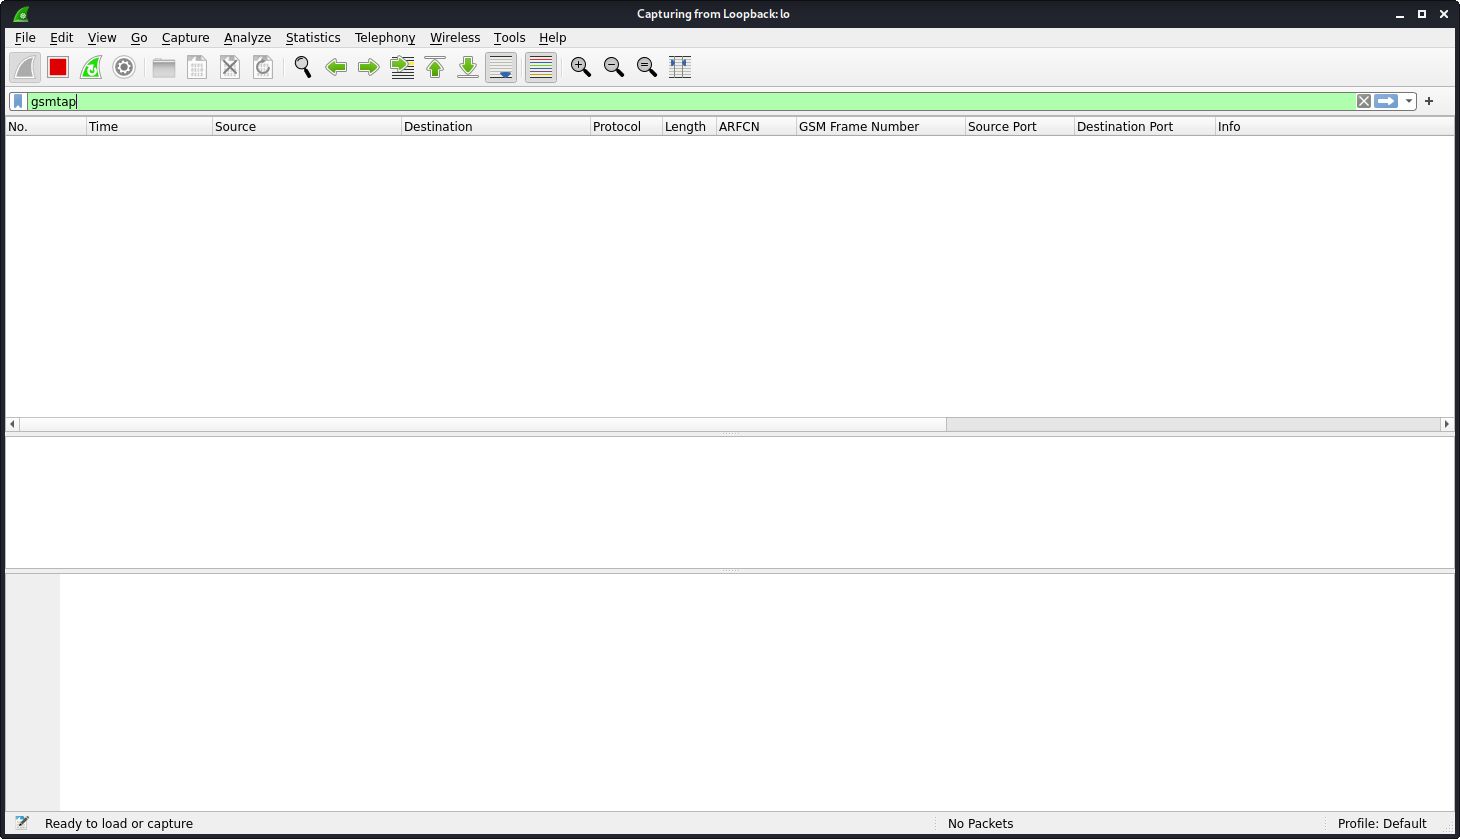 Capturing from Loopback: lo
File Edit View Go Capture Analyze Statistics Telephony Wireless Tools Help
gsmtap
No. Time Source Destination Protocol Length ARFCN GSM Frame Number Source Port Destination Port Info
Ready to load or capture No Packets Profile: Default